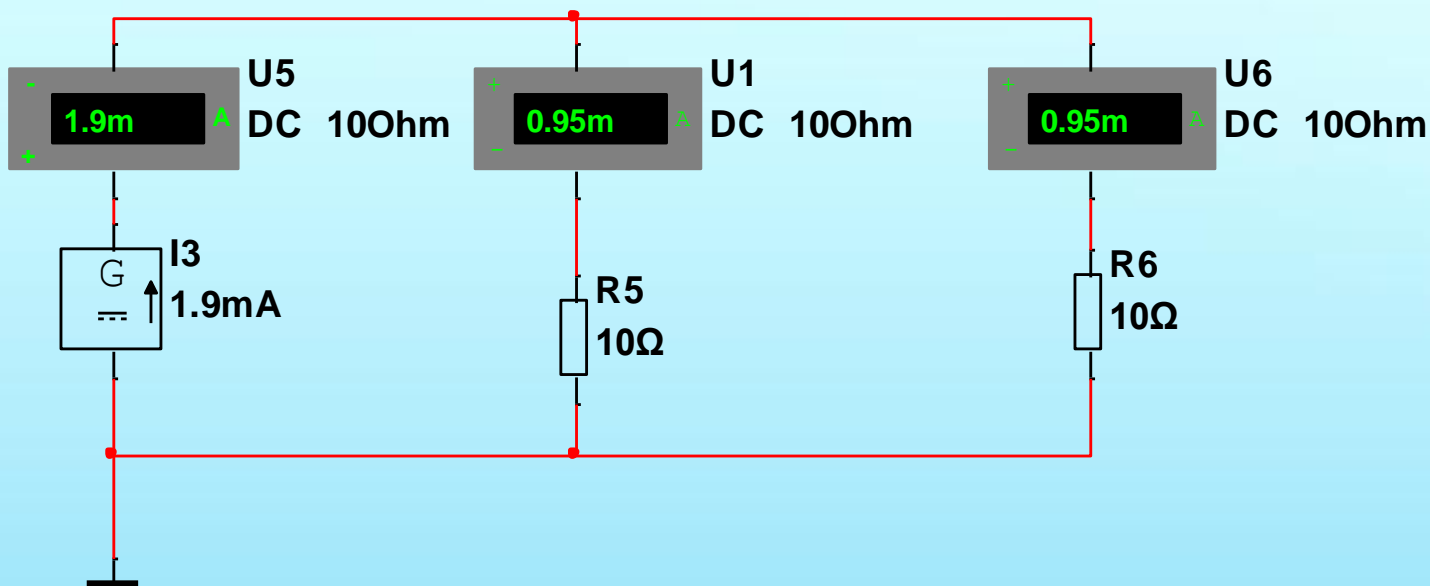 U5
-
1.9m A DC 10Ohm
+
U1
+
0.95m A DC 10Ohm
−
U6
+
0.95m A DC 10Ohm
−
I3
G
1.9mA
R5
10Ω
R6
10Ω